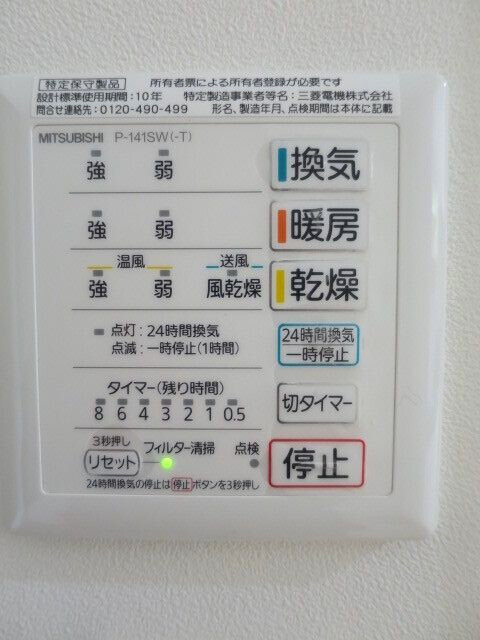 特定保守製品 所有者票による所有者登録が必要です
設計標準使用期間:10年 特定製造事業者等名:三菱電機株式会社
問合せ連絡先:0120-490-499 形名、製造年月、点検期間は本体に記載
MITSUBISHI P-141SW(-T)
強 弱 換気
強 弱 暖房
温風 送風
強 弱 風乾燥 乾燥
点灯:24時間換気
点滅:一時停止(1時間)
24時間換気
一時停止
タイマー(残り時間)
8 6 4 3 2 1 0.5
切タイマー
3秒押し
リセット フィルター清掃 点検
停止
24時間換気の停止は停止ボタンを3秒押し